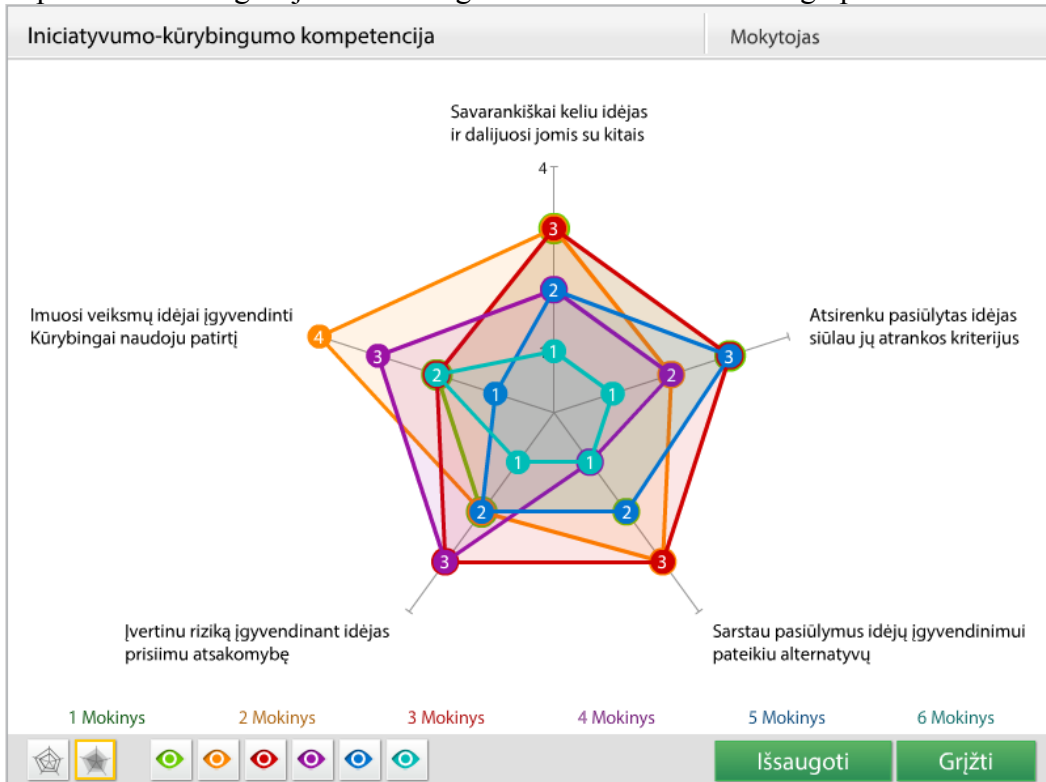 Iniciatyvumo-kūrybingumo kompetencija
Mokytojas
Savarankiškai keliu idėjas
ir dalijuosi jomis su kitais
4
3
2
1
1
Imuosi veiksmų idėjai įgyvendinti
Kūrybingai naudoju patirtį
4
3
2
1
Atsirenku pasiūlytas idėjas
siūlau jų atrankos kriterijus
3
2
1
1
1
2
2
3
3
Įvertinu riziką įgyvendinant idėjas
prisiimu atsakomybę
Sarstau pasiūlymus idėjų įgyvendinimui
pateikiu alternatyvų
1 Mokinys
2 Mokinys
3 Mokinys
4 Mokinys
5 Mokinys
6 Mokinys
Išsaugoti
Grįžti